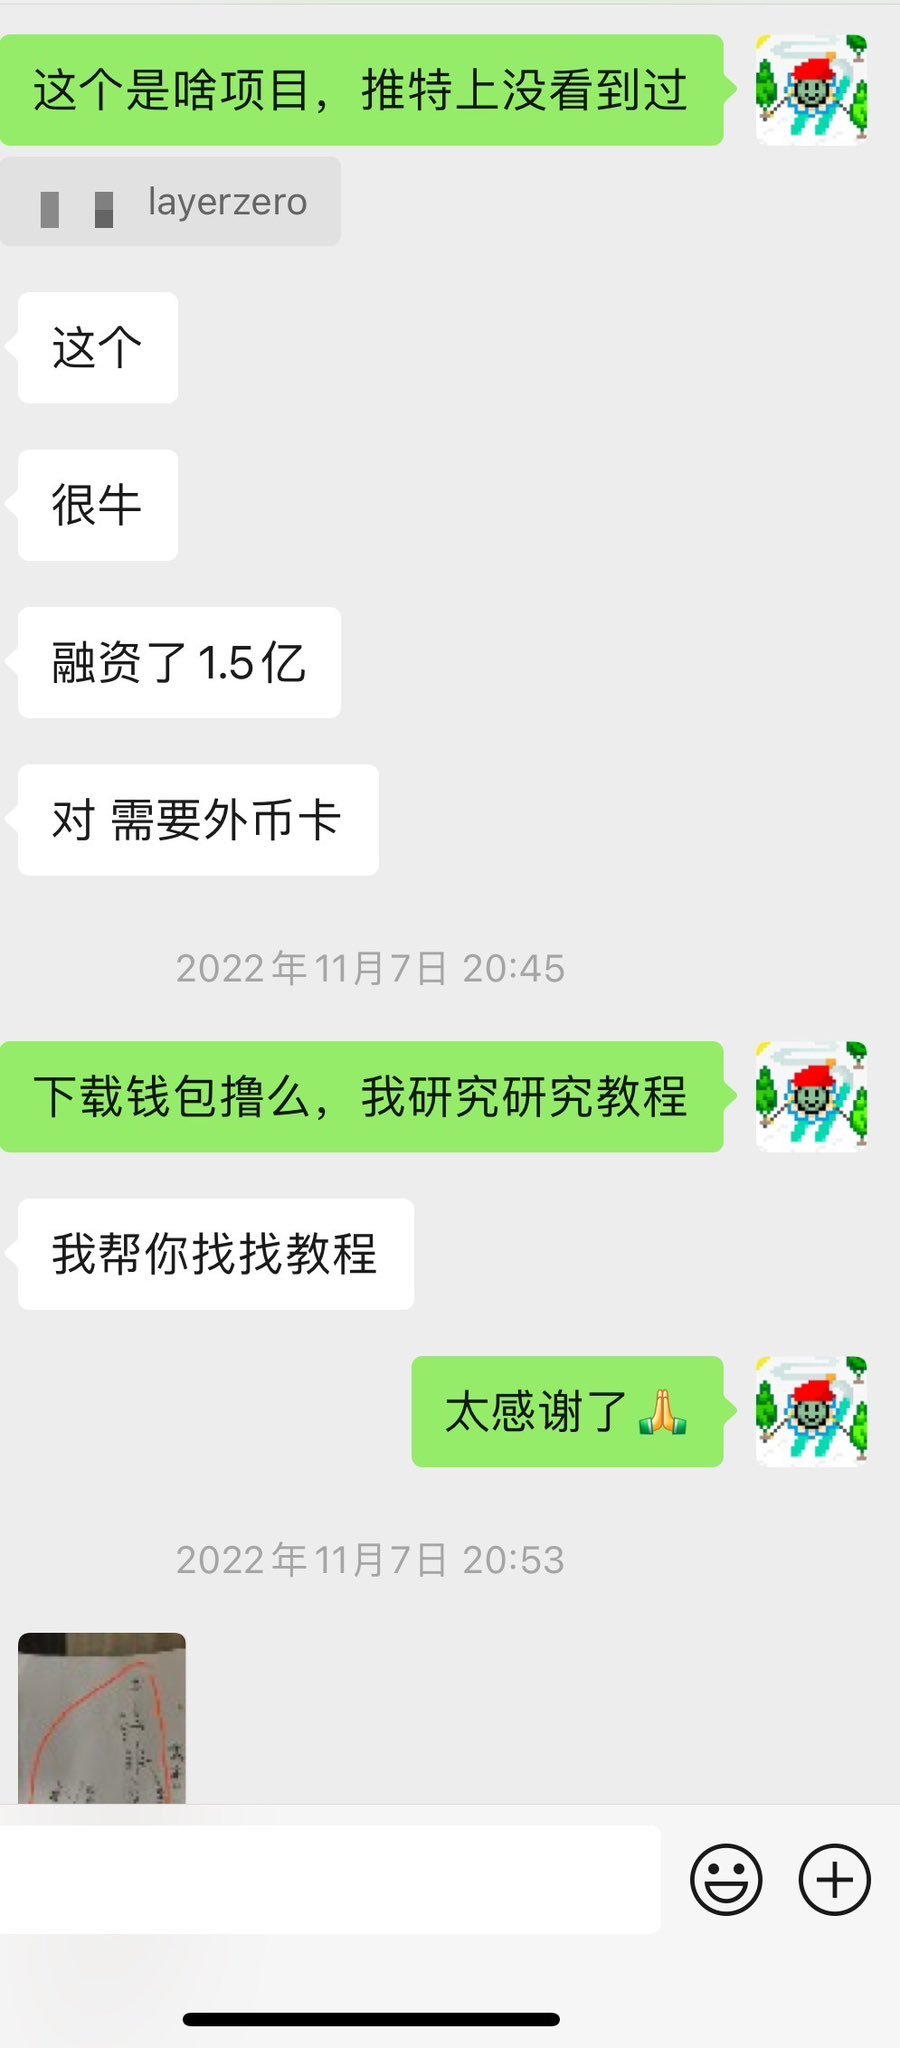 这个是啥项目，推特上没看到过
layerzero
这个
很牛
融资了1.5亿
对 需要外币卡
2022年11月7日 20:45
下载钱包撸么，我研究研究教程
我帮你找找教程
太感谢了🙏
2022年11月7日 20:53